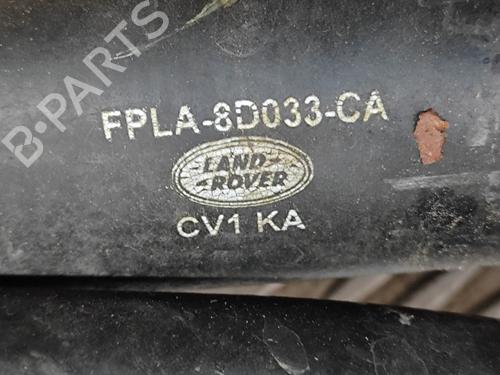 B-PARTS
FPLA-8D033-CA
LAND-
-ROVER
CV1 KA